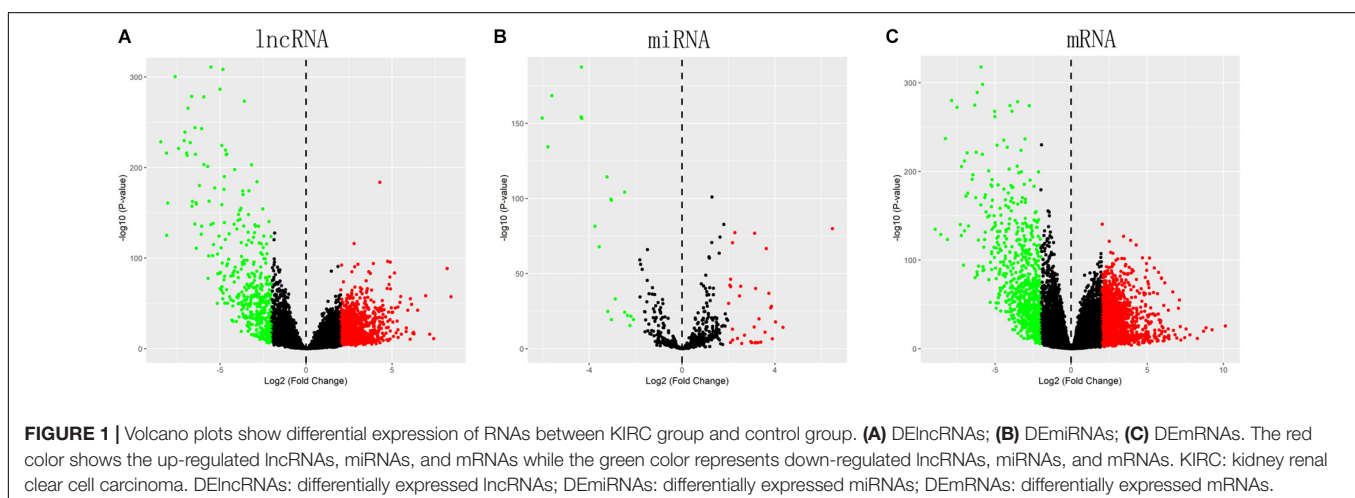 A
lncRNA
300
200
100
0
-log10 (P-value)
-5
0
5
Log2 (Fold Change)
B
miRNA
150
100
50
0
-log10 (P-value)
-4
0
4
Log2 (Fold Change)
C
mRNA
300
200
100
0
-log10 (P-value)
-5
0
5
10
Log2 (Fold Change)
FIGURE 1 | Volcano plots show differential expression of RNAs between KIRC group and control group. (A) DElncRNAs; (B) DEmiRNAs; (C) DEmRNAs. The red
color shows the up-regulated lncRNAs, miRNAs, and mRNAs while the green color represents down-regulated lncRNAs, miRNAs, and mRNAs. KIRC: kidney renal
clear cell carcinoma. DElncRNAs: differentially expressed lncRNAs; DEmiRNAs: differentially expressed miRNAs; DEmRNAs: differentially expressed mRNAs.